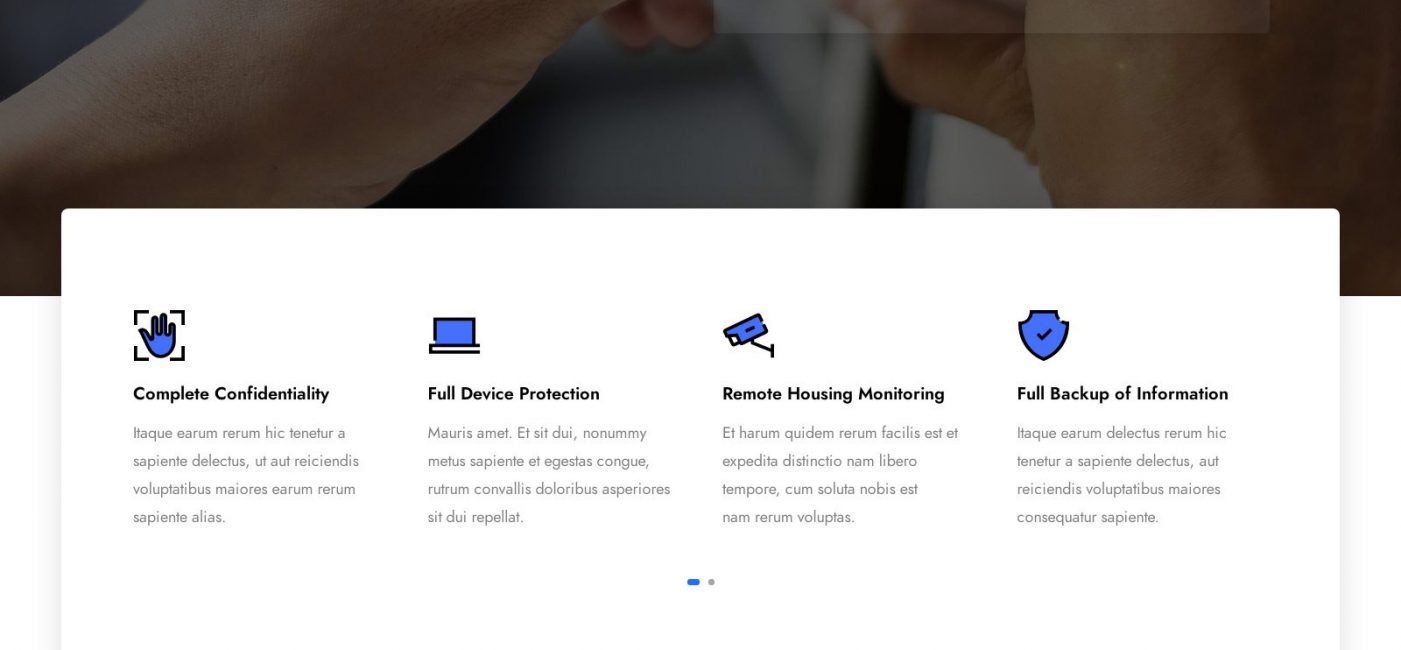 Complete Confidentiality
Itaque earum rerum hic tenetur a
sapiente delectus, ut aut reiciendis
voluptatibus maiores earum rerum
sapiente alias.
Full Device Protection
Mauris amet. Et sit dui, nonummy
metus sapiente et egestas congue,
rutrum convallis doloribus asperiores
sit dui repellat.
Remote Housing Monitoring
Et harum quidem rerum facilis est et
expedita distinctio nam libero
tempore, cum soluta nobis est
nam rerum voluptas.
Full Backup of Information
Itaque earum delectus rerum hic
tenetur a sapiente delectus, aut
reiciendis voluptatibus maiores
consequatur sapiente.